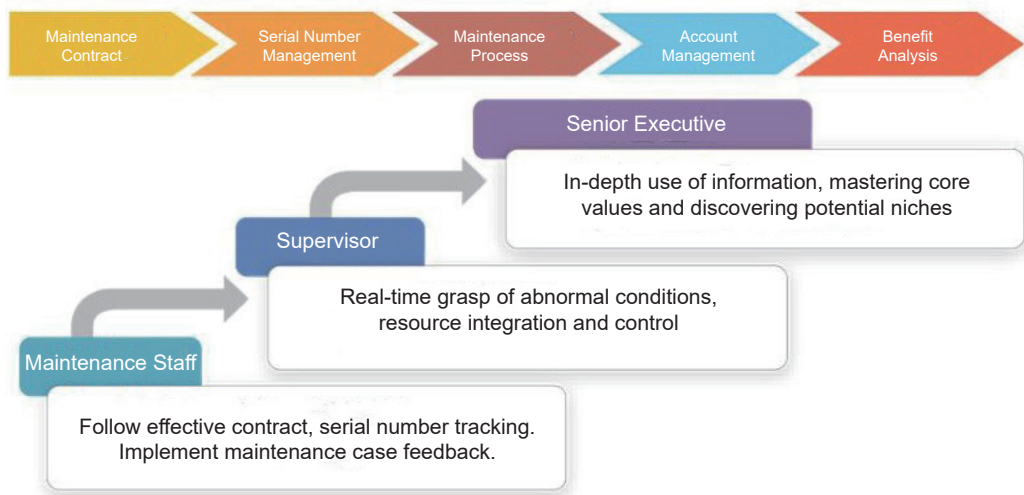 Maintenance
Contract
Serial Number
Management
Maintenance
Process
Account
Management
Benefit
Analysis
Senior Executive
In-depth use of information, mastering core
values and discovering potential niches
Supervisor
Real-time grasp of abnormal conditions,
resource integration and control
Maintenance Staff
Follow effective contract, serial number tracking.
Implement maintenance case feedback.